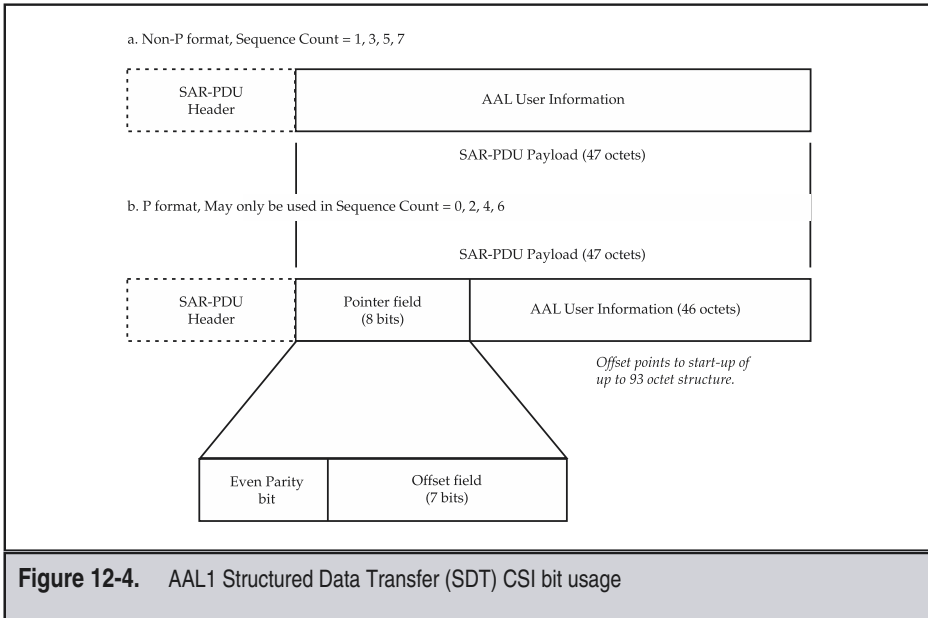 a. Non-P format, Sequence Count = 1, 3, 5, 7
SAR-PDU
Header
AAL User Information
SAR-PDU Payload (47 octets)
b. P format, May only be used in Sequence Count = 0, 2, 4, 6
SAR-PDU Payload (47 octets)
SAR-PDU
Header
Pointer field
(8 bits)
AAL User Information (46 octets)
Offset points to start-up of
up to 93 octet structure.
Even Parity
bit
Offset field
(7 bits)
Figure 12-4. AAL1 Structured Data Transfer (SDT) CSI bit usage